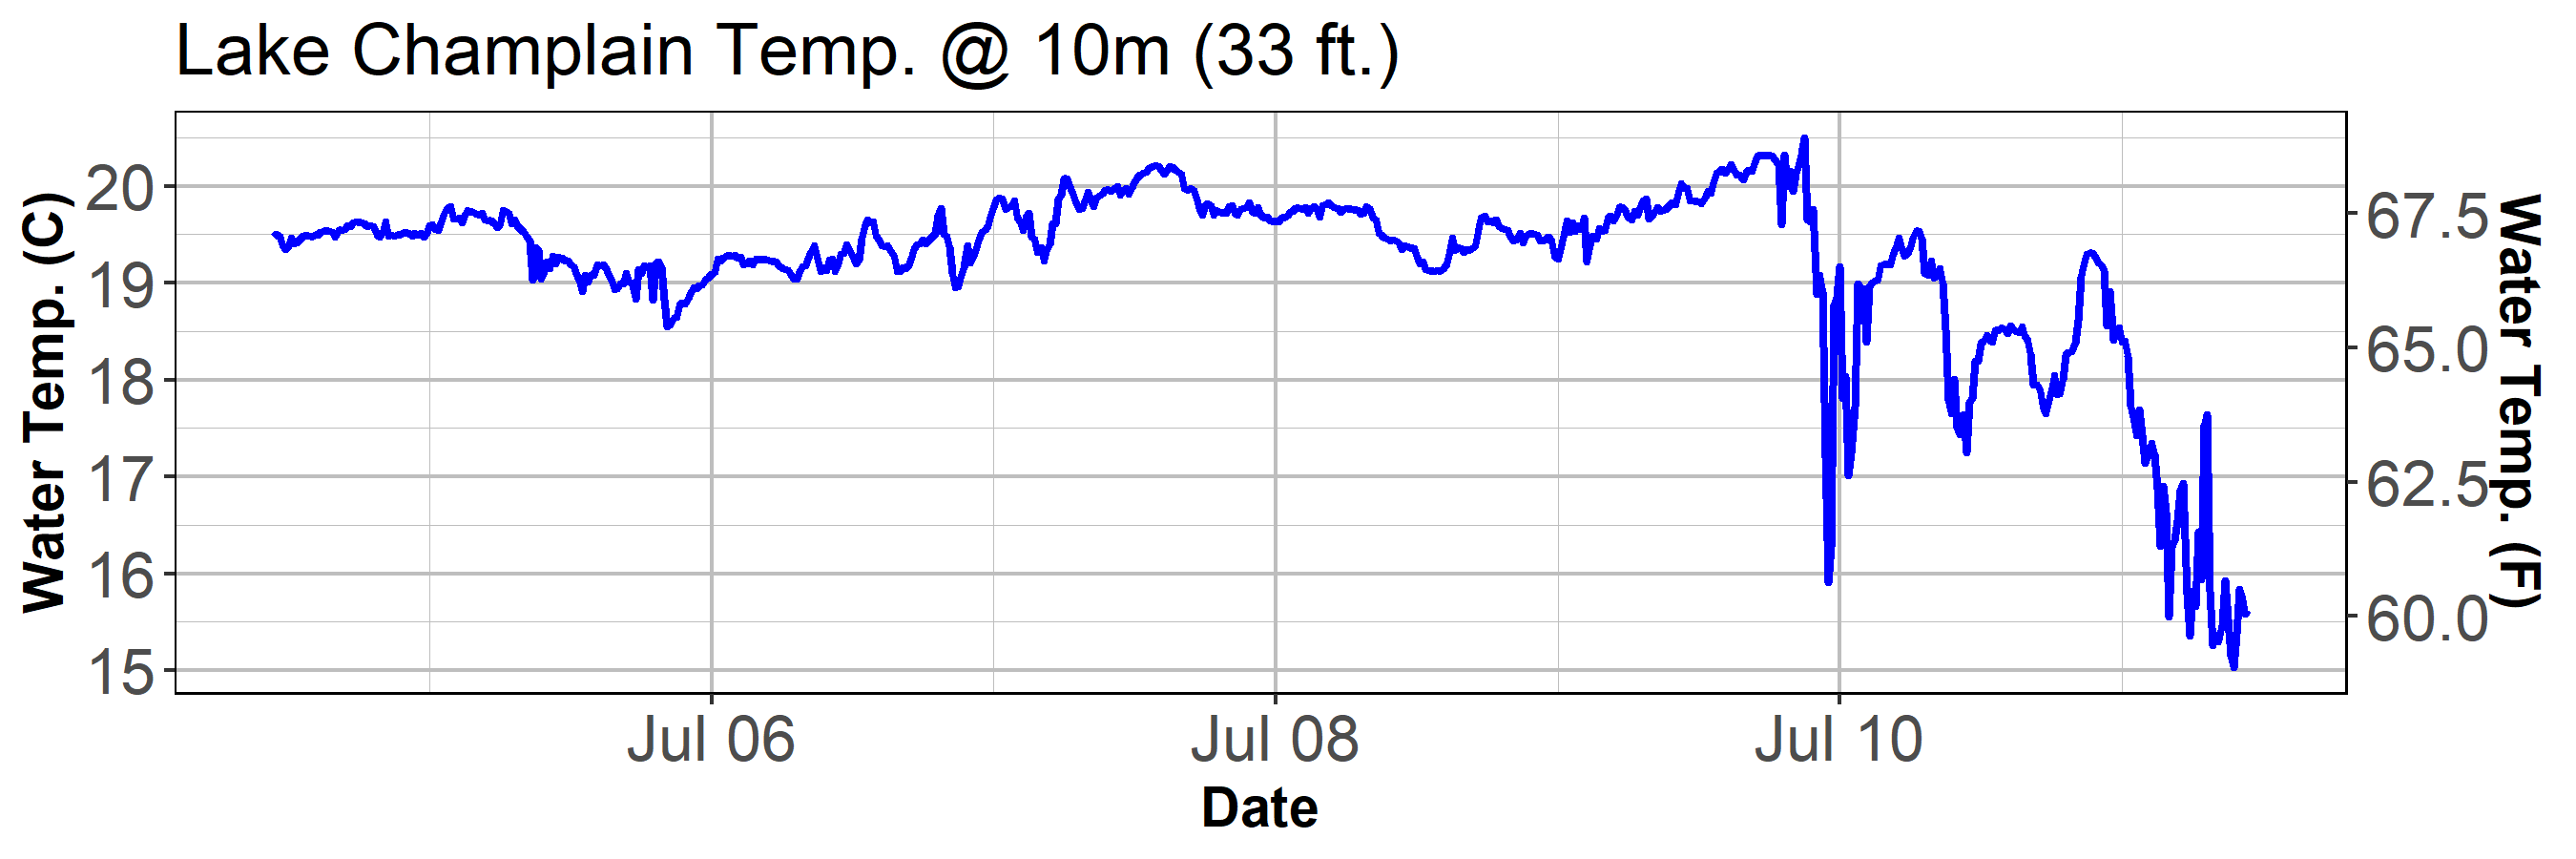 Lake Champlain Temp. @ 10m (33 ft.)
Water Temp. (C)
20
19
18
17
16
15
67.5
65.0
62.5
60.0
Water Temp. (F)
Jul 06
Jul 08
Jul 10
Date